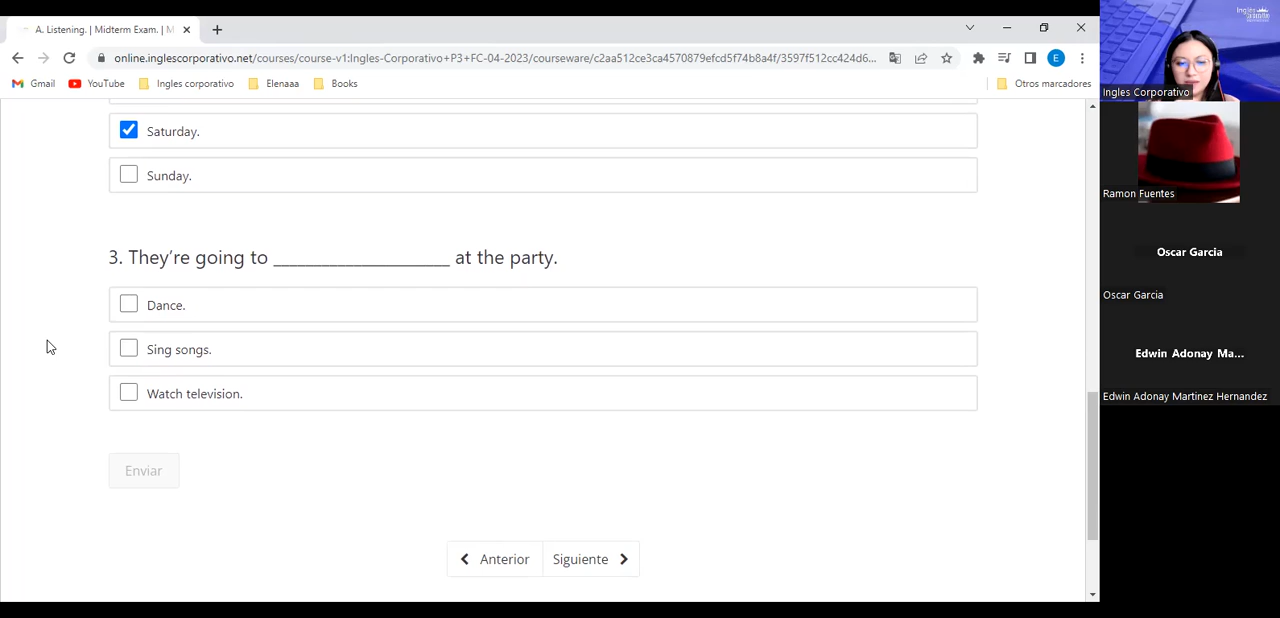 A. Listening. | Midterm Exam. | M
online.inglescorporativo.net/courses/course-v1:Ingles-Corporativo+P3+FC-04-2023/courseware/c2aa512ce3ca4570879efcd5f74b8a4f/3597f512cc424d6...
E
Gmail
YouTube
Ingles corporativo
Elenaaa
Books
Otros marcadores
Saturday.
Sunday.
3. They’re going to ____________________ at the party.
Dance.
Sing songs.
Watch television.
Enviar
Anterior
Siguiente
Ingles Corporativo
Ramon Fuentes
Oscar Garcia
Oscar Garcia
Edwin Adonay Ma...
Edwin Adonay Martinez Hernandez